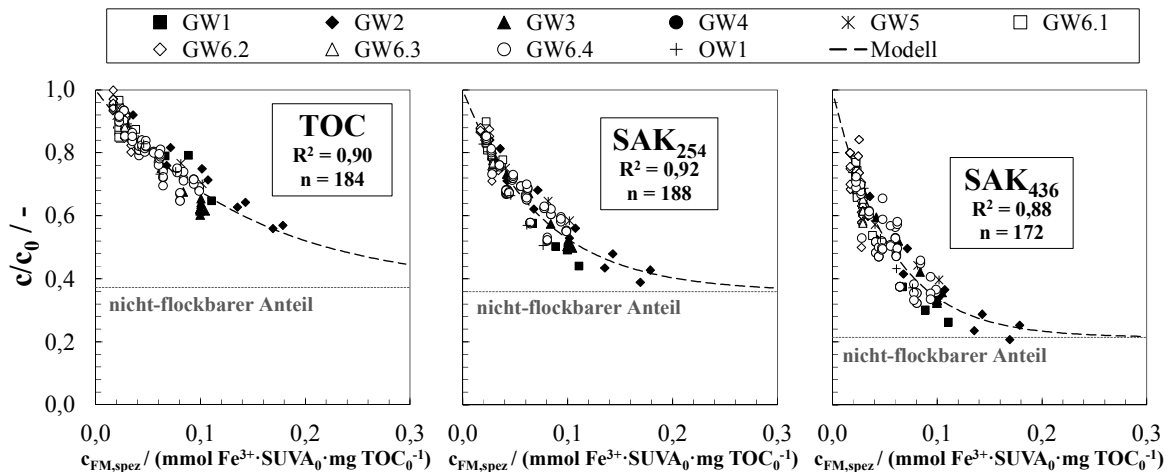 GW1 GW2 GW3 GW4 GW5 GW6.1
GW6.2 GW6.3 GW6.4 OW1 Modell
c/c₀ / -
1,0
0,8
0,6
0,4
0,2
0,0
TOC
R² = 0,90
n = 184
nicht-flockbarer Anteil
SAK₂₅₄
R² = 0,92
n = 188
nicht-flockbarer Anteil
SAK₄₃₆
R² = 0,88
n = 172
nicht-flockbarer Anteil
0,0 0,1 0,2 0,3 0,0 0,1 0,2 0,3 0,0 0,1 0,2 0,3
c_FM,spez / (mmol Fe³⁺·SUVA₀·mg TOC₀⁻¹) c_FM,spez / (mmol Fe³⁺·SUVA₀·mg TOC₀⁻¹) c_FM,spez / (mmol Fe³⁺·SUVA₀·mg TOC₀⁻¹)